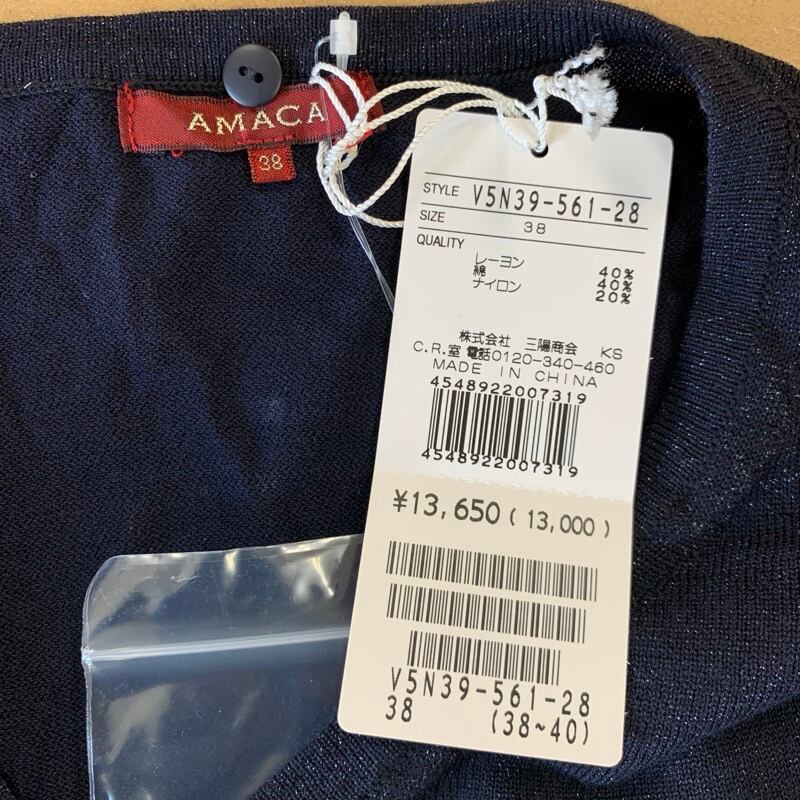 AMACA
38
STYLE V5N39-561-28
SIZE 38
QUALITY
レーヨン 40%
綿 40%
ナイロン 20%
株式会社 三陽商会 KS
C.R.室 電話0120-340-460
MADE IN CHINA
4548922007319
4548922007319
¥13,650 ( 13,000 )
V5N39-561-28
38 (38~40)